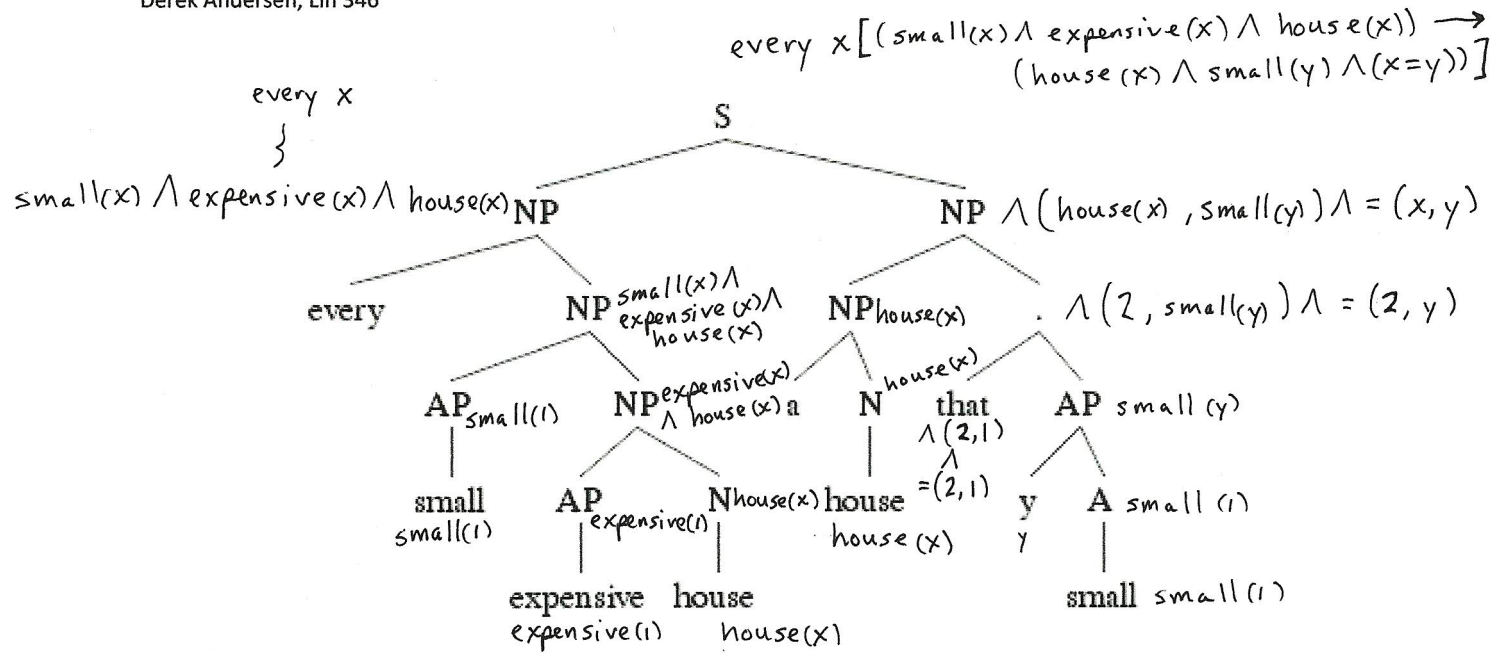 Derek Andersen, Lin 346
every x[(small(x) ∧ expensive(x) ∧ house(x)) →
(house(x) ∧ small(y) ∧ (x=y))]
every x
S
small(x) ∧ expensive(x) ∧ house(x) NP
NP ∧(house(x), small(y)) ∧ = (x, y)
every
NP small(x) ∧
expensive(x) ∧
house(x)
NP house(x)
. ∧(2, small(y)) ∧ = (2, y)
AP small(1)
NP expensive(x)
∧ house(x)
a
N house(x)
that
∧(2,1)
∧
=(2,1)
AP small(y)
small
small(1)
AP expensive(1)
N house(x)
house
house(x)
y
y
A small(1)
expensive
expensive(1)
house
house(x)
small small(1)